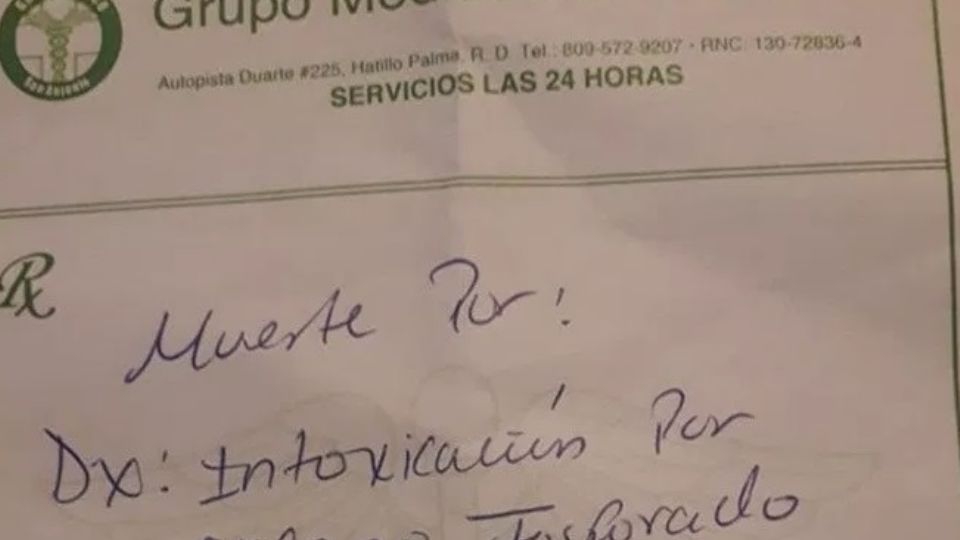 Grupo
Autopista Duarte #225, Hatillo Palma, R. D. Tel.: 809-572-9207 • RNC: 130-72836-4
SERVICIOS LAS 24 HORAS
Rx
Muerte Por:
Dx: Intoxicación Por
Fosforado